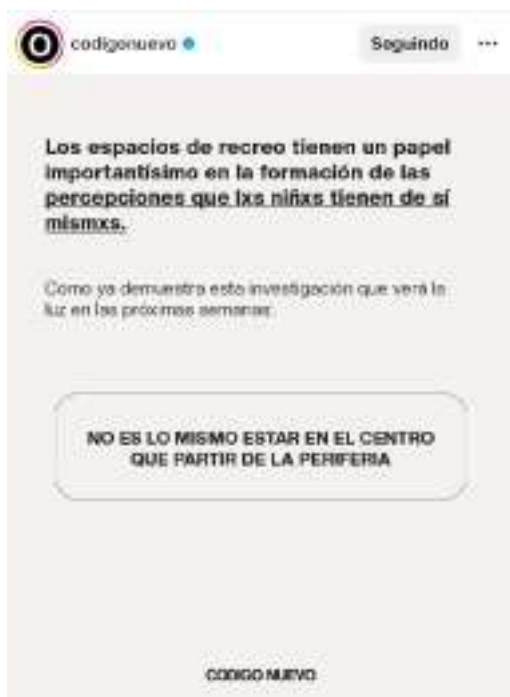 codigonuevo
Seguindo
Los espacios de recreo tienen un papel
importantísimo en la formación de las
percepciones que lxs niñxs tienen de sí
mismxs.
Como ya demuestra esta investigación que verá la
luz en las próximas semanas:
NO ES LO MISMO ESTAR EN EL CENTRO
QUE PARTIR DE LA PERIFERIA
CODIGO NUEVO